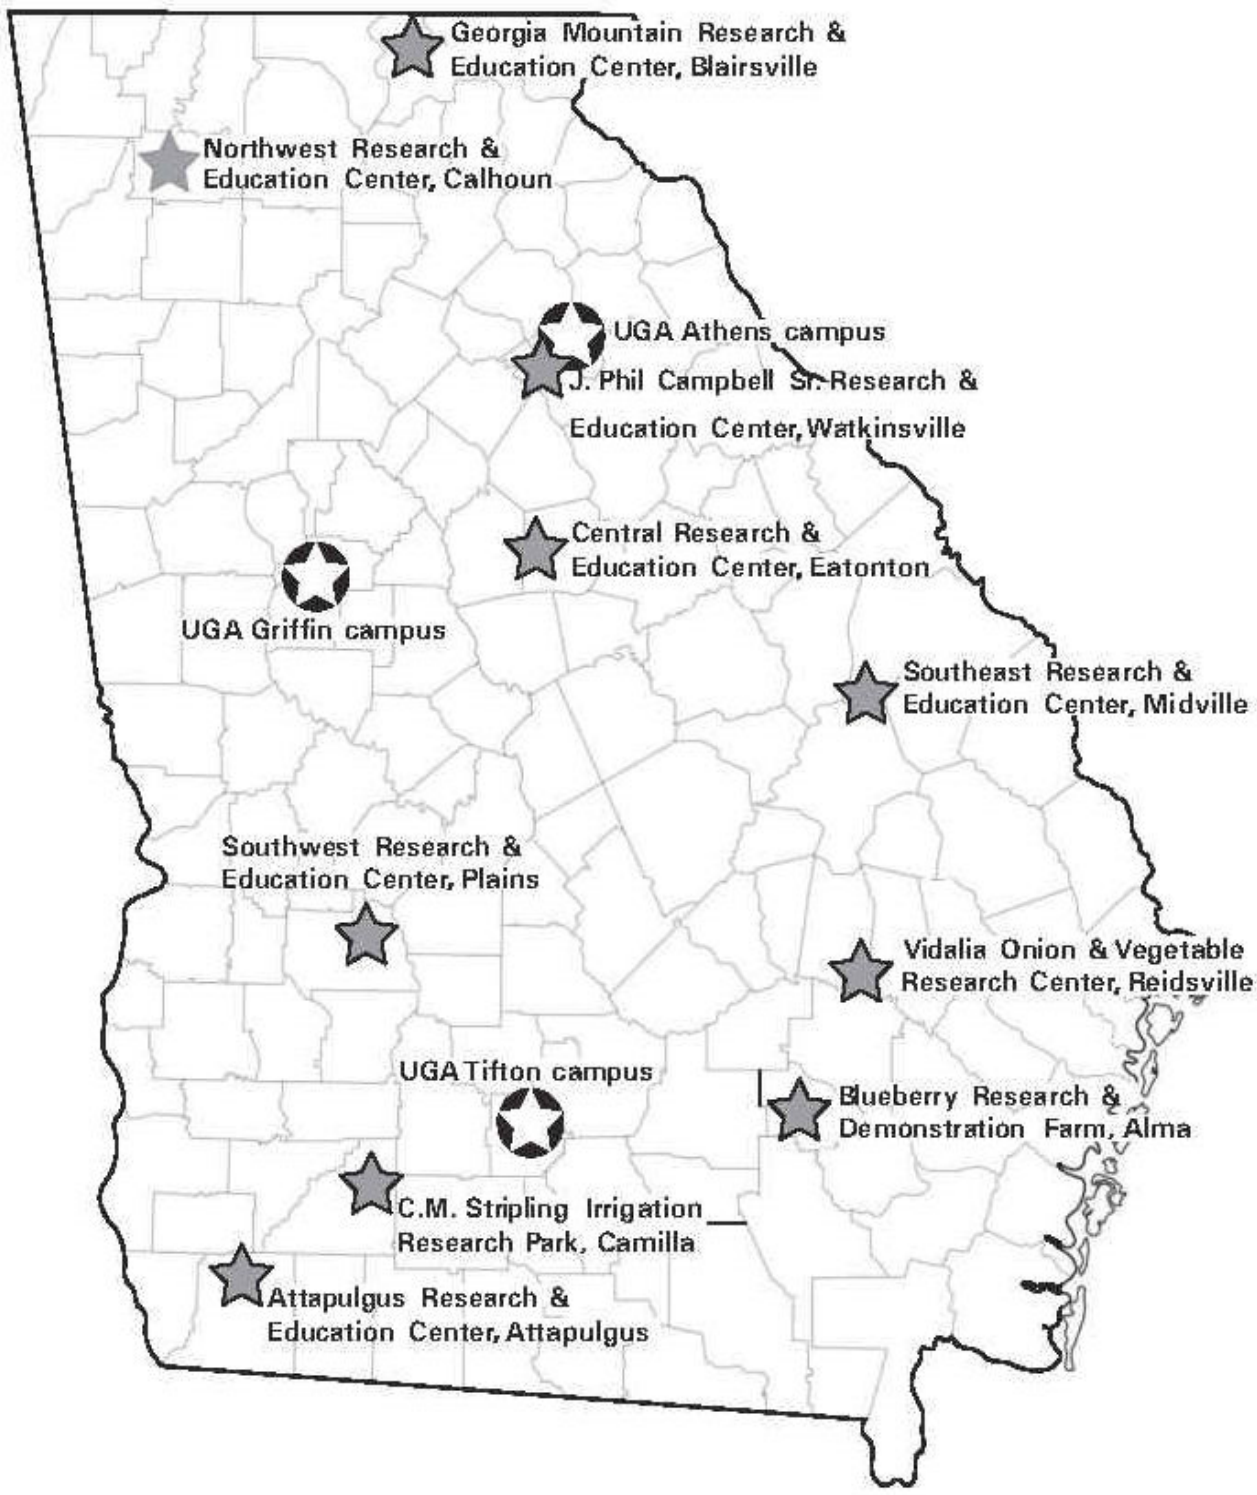 Georgia Mountain Research &
Education Center, Blairsville
Northwest Research &
Education Center, Calhoun
UGA Athens campus
J. Phil Campbell Sr. Research &
Education Center, Watkinsville
Central Research &
Education Center, Eatonton
UGA Griffin campus
Southeast Research &
Education Center, Midville
Southwest Research &
Education Center, Plains
Vidalia Onion & Vegetable
Research Center, Reidsville
UGA Tifton campus
Blueberry Research &
Demonstration Farm, Alma
C.M. Stripling Irrigation
Research Park, Camilla
Attapulgus Research &
Education Center, Attapulgus